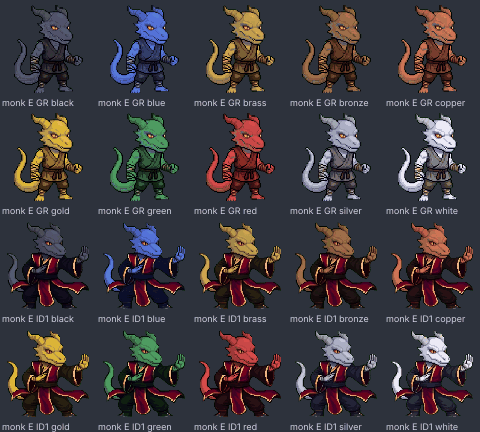 monk E GR black monk E GR blue monk E GR brass monk E GR bronze monk E GR copper
monk E GR gold monk E GR green monk E GR red monk E GR silver monk E GR white
monk E ID1 black monk E ID1 blue monk E ID1 brass monk E ID1 bronze monk E ID1 copper
monk E ID1 gold monk E ID1 green monk E ID1 red monk E ID1 silver monk E ID1 white